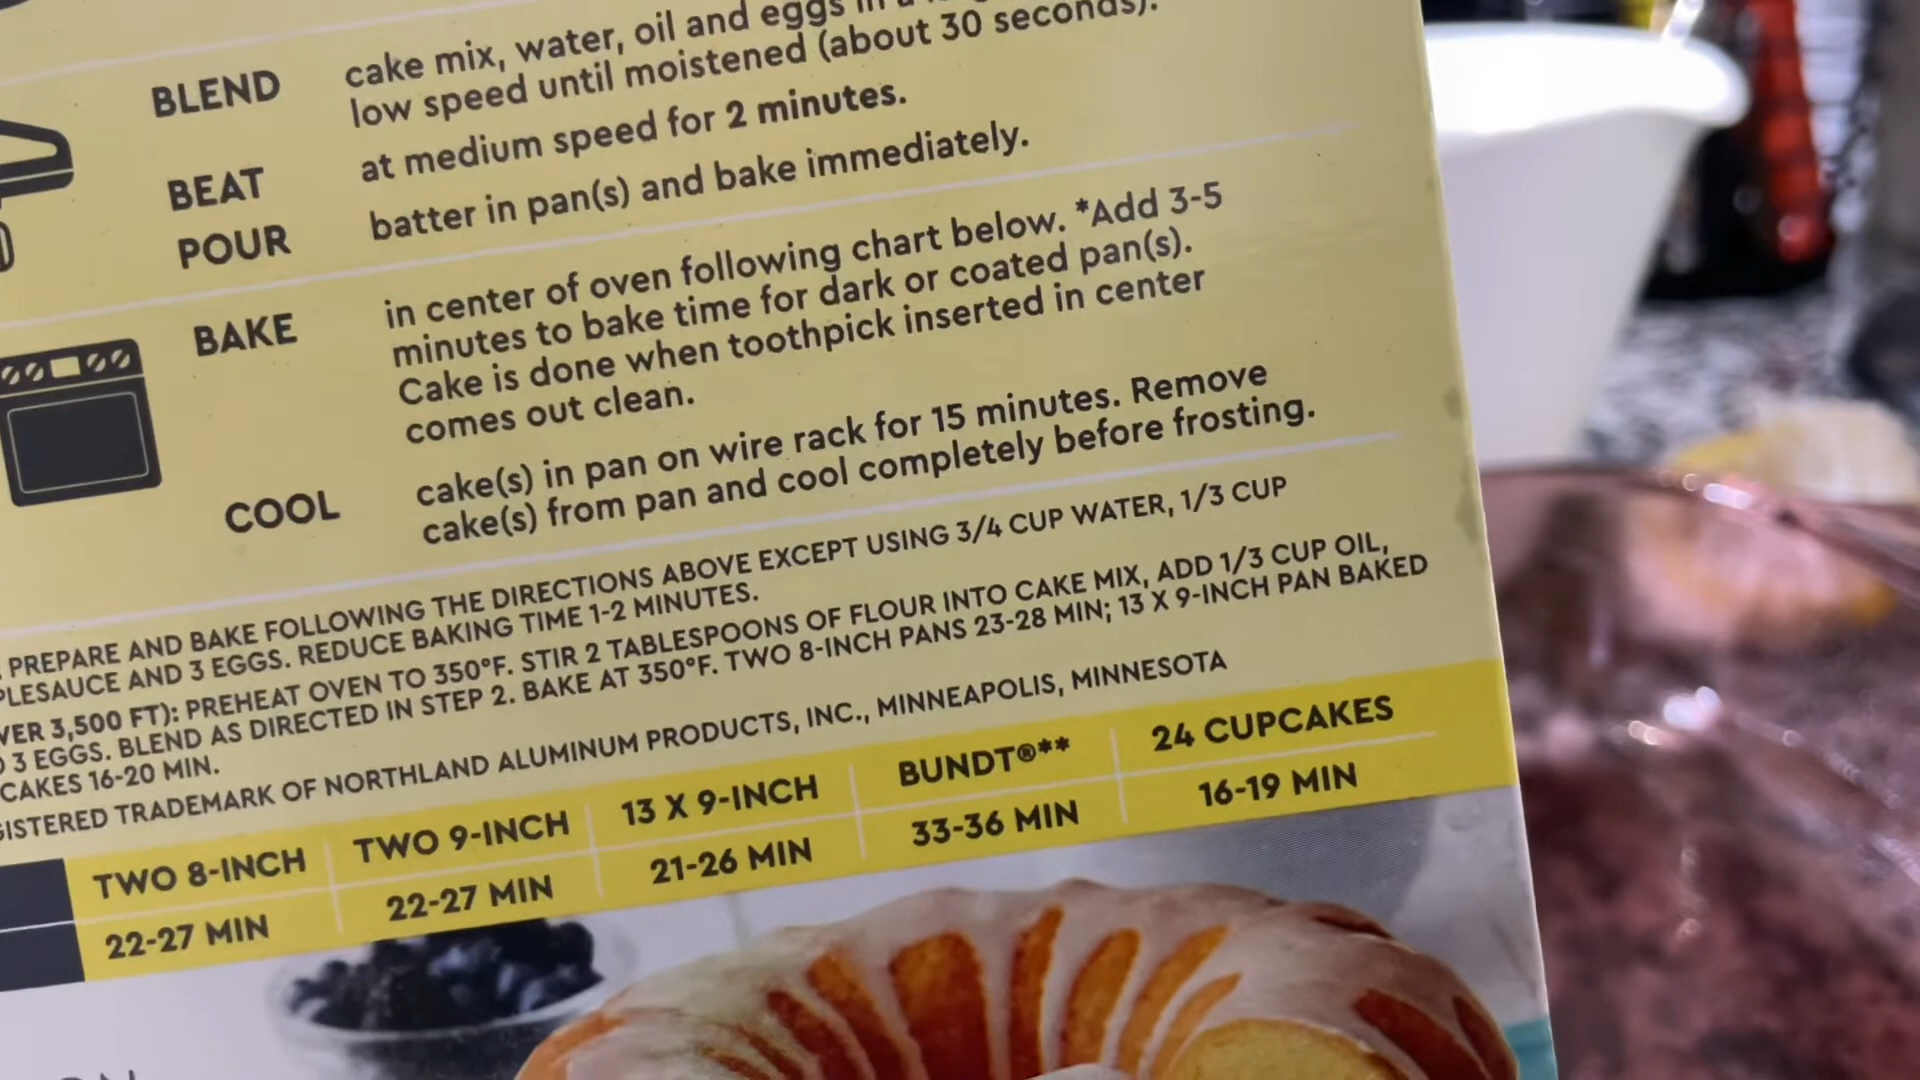 BLEND
cake mix, water, oil and eggs in a
low speed until moistened (about 30 seconds).
BEAT
at medium speed for 2 minutes.
POUR
batter in pan(s) and bake immediately.
BAKE
in center of oven following chart below. *Add 3-5
minutes to bake time for dark or coated pan(s).
Cake is done when toothpick inserted in center
comes out clean.
COOL
cake(s) in pan on wire rack for 15 minutes. Remove
cake(s) from pan and cool completely before frosting.
PREPARE AND BAKE FOLLOWING THE DIRECTIONS ABOVE EXCEPT USING 3/4 CUP WATER, 1/3 CUP
PLESAUCE AND 3 EGGS. REDUCE BAKING TIME 1-2 MINUTES.
VER 3,500 FT): PREHEAT OVEN TO 350°F. STIR 2 TABLESPOONS OF FLOUR INTO CAKE MIX, ADD 1/3 CUP OIL,
3 EGGS. BLEND AS DIRECTED IN STEP 2. BAKE AT 350°F. TWO 8-INCH PANS 23-28 MIN; 13 X 9-INCH PAN BAKED
CAKES 16-20 MIN.
GISTERED TRADEMARK OF NORTHLAND ALUMINUM PRODUCTS, INC., MINNEAPOLIS, MINNESOTA
TWO 8-INCH TWO 9-INCH 13 X 9-INCH BUNDT®** 24 CUPCAKES
22-27 MIN 22-27 MIN 21-26 MIN 33-36 MIN 16-19 MIN